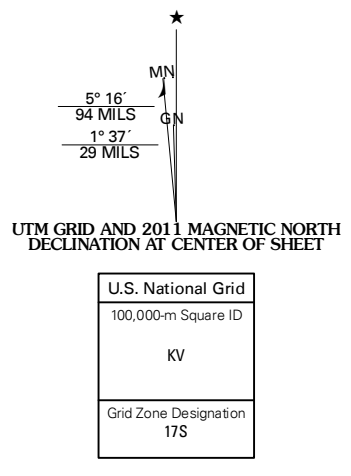 ★
MN
5° 16´
94 MILS
GN
1° 37´
29 MILS
UTM GRID AND 2011 MAGNETIC NORTH
DECLINATION AT CENTER OF SHEET
U.S. National Grid
100,000-m Square ID
KV
Grid Zone Designation
17S